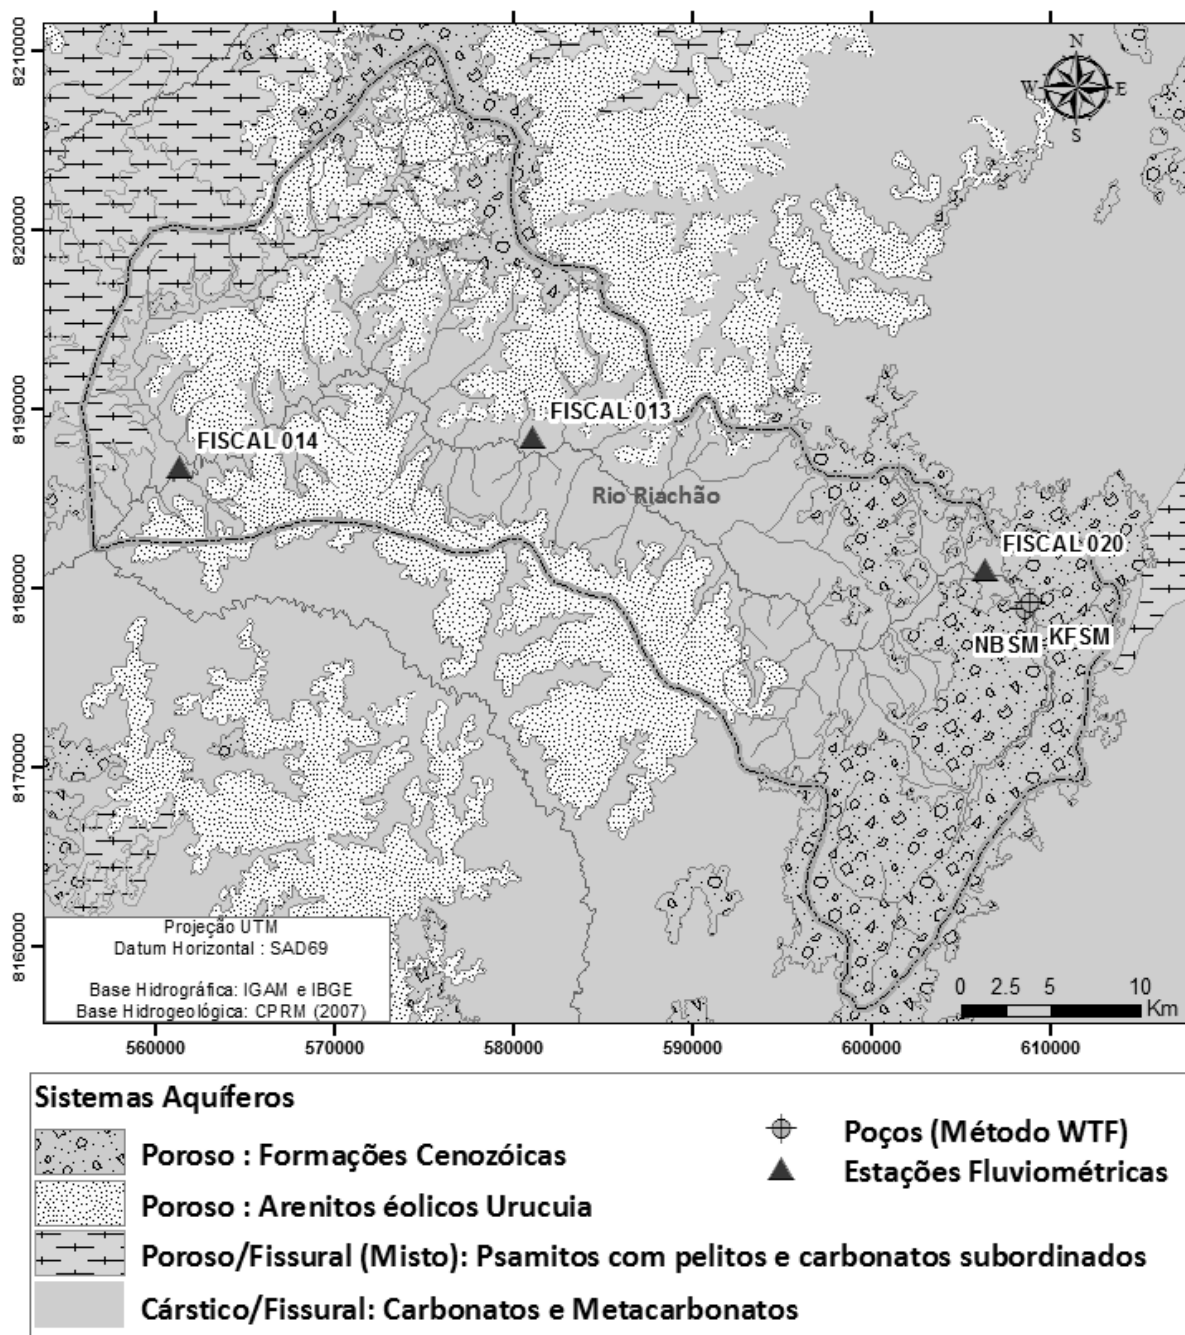 8210000
8200000
8190000
8180000
8170000
8160000
N
W E
S
FISCAL 013
FISCAL 014
Rio Riachão
FISCAL 020
NBSM KFSM
Projeção UTM
Datum Horizontal : SAD69
Base Hidrográfica: IGAM e IBGE
Base Hidrogeológica: CPRM (2007)
0 2.5 5 10
Km
560000 570000 580000 590000 600000 610000
Sistemas Aquíferos
Poroso : Formações Cenozóicas
Poroso : Arenitos éolicos Urucuia
Poroso/Fissural (Misto): Psamitos com pelitos e carbonatos subordinados
Cárstico/Fissural: Carbonatos e Metacarbonatos
Poços (Método WTF)
Estações Fluviométricas